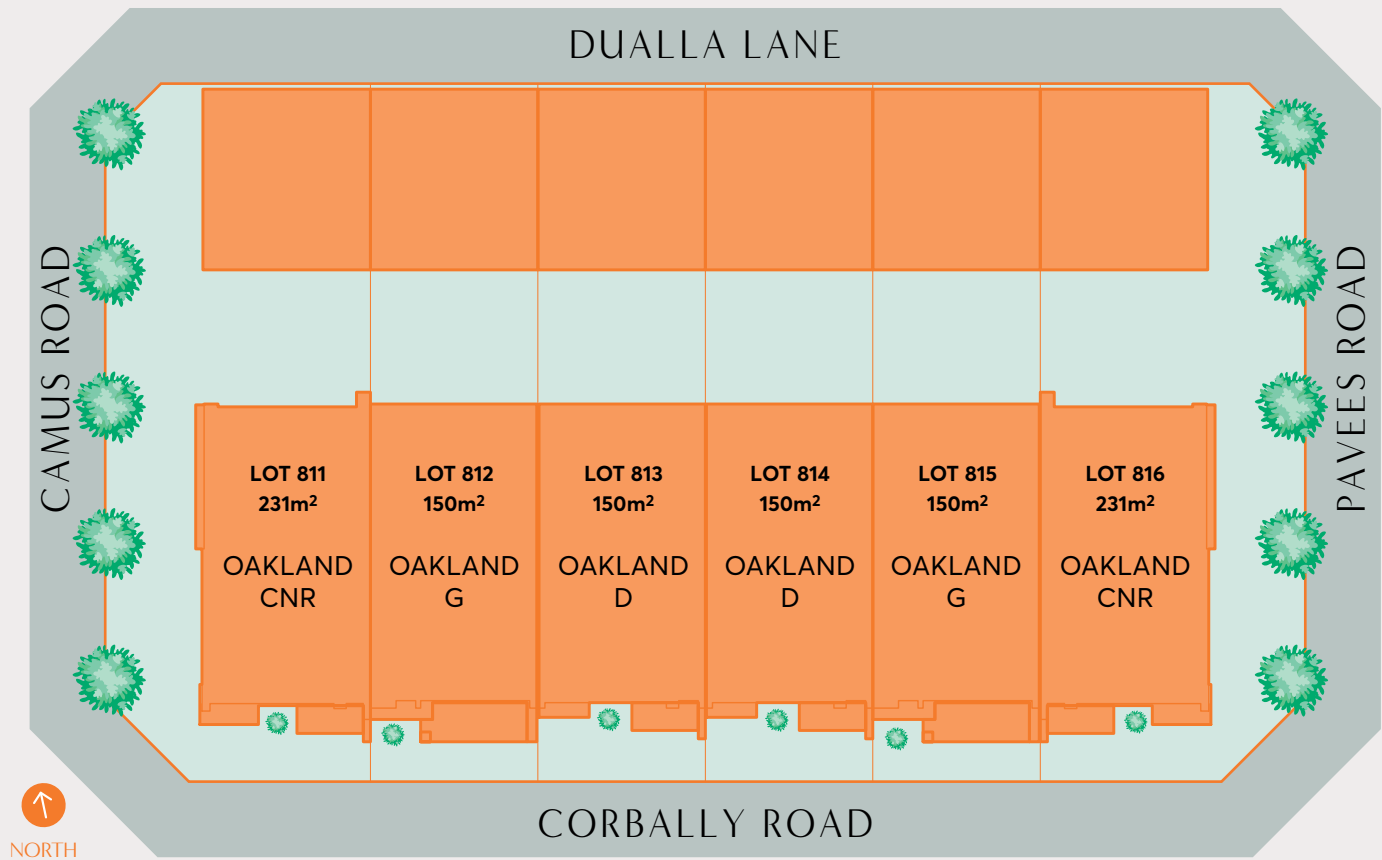 DUALLA LANE
CAMUS ROAD
PAVEES ROAD
LOT 811
231m²
OAKLAND
CNR
LOT 812
150m²
OAKLAND
G
LOT 813
150m²
OAKLAND
D
LOT 814
150m²
OAKLAND
D
LOT 815
150m²
OAKLAND
G
LOT 816
231m²
OAKLAND
CNR
CORBALLY ROAD
NORTH